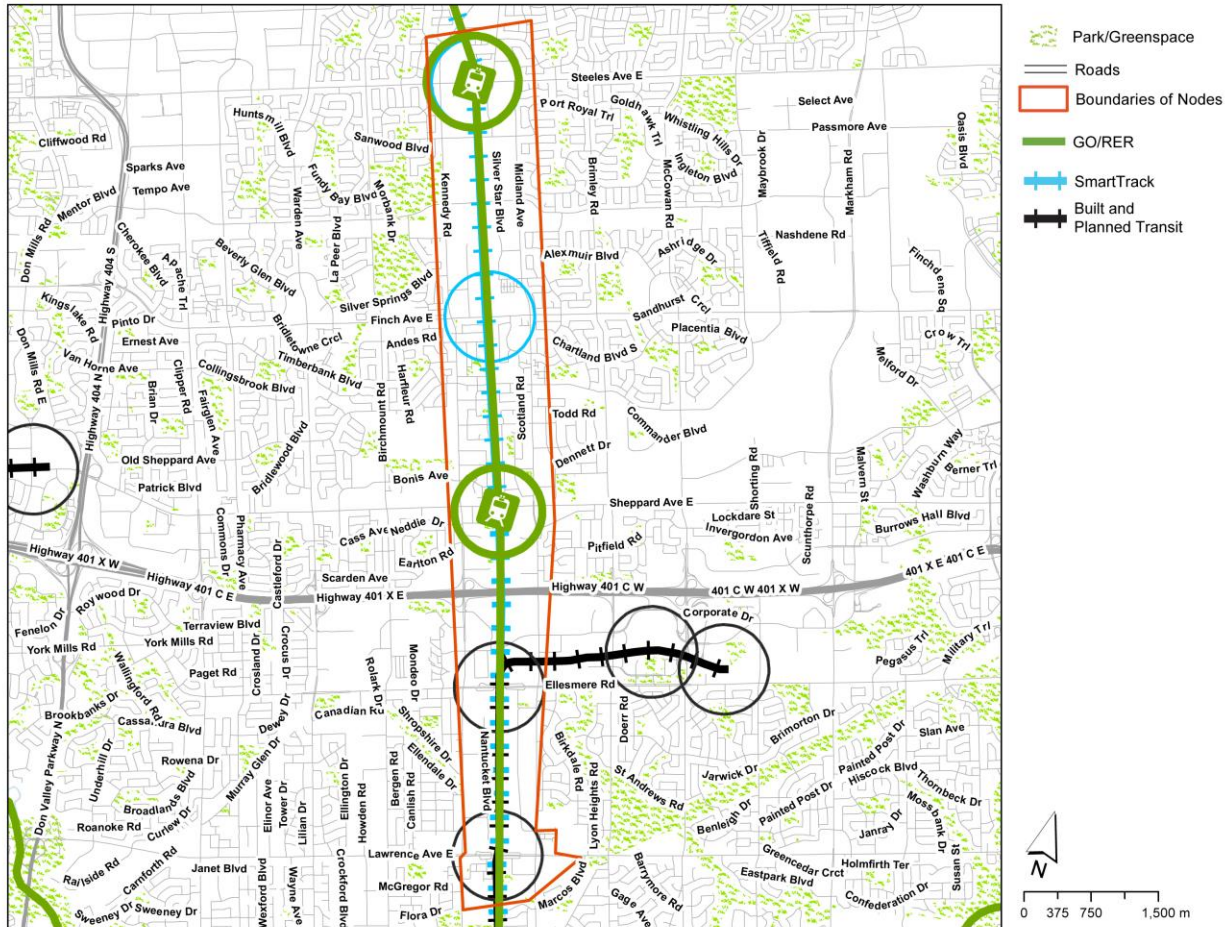 Steeles Ave E
Port Royal Trl
Goldhawk Trl
Whistling Hills Dr
Select Ave
Passmore Ave
Oasis Blvd
Cliffwood Rd
Huntsmill Blvd
Sanwood Blvd
Silver Star Blvd
Midland Ave
Ingleton Blvd
Maybrook Dr
Sparks Ave
Tempo Ave
Mentor Blvd
Fundy Bay Blvd
Morbank Dr
Kennedy Rd
Brimley Rd
McCowan Rd
Markham Rd
Warden Ave
La Peer Blvd
Don Mills Rd
Highway 404 S
Cherokee Blvd
Apache Trl
Beverly Glen Blvd
Alexmuir Blvd
Ashridge Dr
Tiffield Rd
Nashdene Rd
Finchdene Sq
Silver Springs Blvd
Finch Ave E
Sandhurst Crcl
Kingslake Rd
Pinto Dr
Ernest Ave
Bridletowne Crcl
Andes Rd
Placentia Blvd
Crow Trl
Don Mills Rd E
Van Horne Ave
Timberbank Blvd
Chartland Blvd S
Melford Dr
Highway 404 N
Clipper Rd
Brian Dr
Collingsbrook Blvd
Fairglen Ave
Harfleur Rd
Birchmount Rd
Scotland Rd
Todd Rd
Commander Blvd
Bridlewood Blvd
Old Sheppard Ave
Patrick Blvd
Bonis Ave
Dennett Dr
Shorting Rd
Malvern St
Washburn Way
Berner Trl
Sheppard Ave E
Scunthorpe Rd
Lockdare St
Invergordon Ave
Burrows Hall Blvd
Commons Dr
Pharmacy Ave
Cass Ave
Neddie Dr
Earlton Rd
Pitfield Rd
Highway 401 X W
Highway 401 C E
Castleford Dr
Scarden Ave
Highway 401 X E
Highway 401 C W
401 C W 401 X W
401 X E 401 C E
Corporate Dr
Roywood Dr
Fenelon Dr
York Mills Rd
Terraview Blvd
York Mills Rd
Crosland Dr
Crocus Dr
Mondeo Dr
Pegasus Trl
Military Trl
Paget Rd
Wallingford Rd
Rolark Dr
Ellesmere Rd
Doerr Rd
Brookbanks Dr
Cassandra Blvd
Dewey Dr
Canadian Rd
Shropshire Dr
Ellendale Dr
Nantucket Blvd
Birkdale Rd
Brimorton Dr
Slan Ave
Painted Post Dr
Don Valley Parkway N
Underhill Dr
Rowena Dr
Murray Glen Dr
Lyon Heights Rd
St Andrews Rd
Jarwick Dr
Hiscock Blvd
Thornbeck Dr
Broadlands Blvd
Roanoke Rd
Curlew Dr
Elinor Ave
Tower Dr
Lilian Dr
Ellington Dr
Howden Rd
Bergen Rd
Canlish Rd
Benleigh Dr
Painted Post Dr
Janray Dr
Mossbank Dr
Susan St
Railside Rd
Carnforth Rd
Janet Blvd
Lawrence Ave E
Greencedar Crct
Holmfirth Ter
Eastpark Blvd
Confederation Dr
Sweeney Dr
Sweeney Dr
Wexford Blvd
Wayne Ave
Crockford Blvd
McGregor Rd
Flora Dr
Marcos Blvd
Barrymore Rd
Gage Ave
Park/Greenspace
Roads
Boundaries of Nodes
GO/RER
SmartTrack
Built and
Planned Transit
N
0 375 750 1,500 m